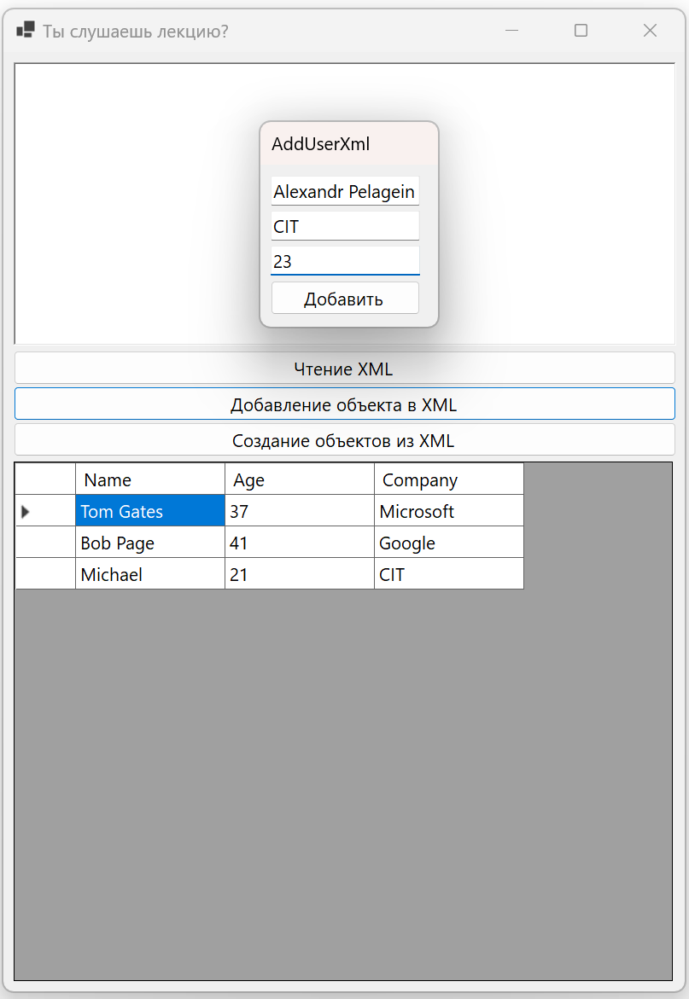 Ты слушаешь лекцию?
AddUserXml
Alexandr Pelagein
CIT
23
Добавить
Чтение XML
Добавление объекта в XML
Создание объектов из XML
Name Age Company
Tom Gates 37 Microsoft
Bob Page 41 Google
Michael 21 CIT